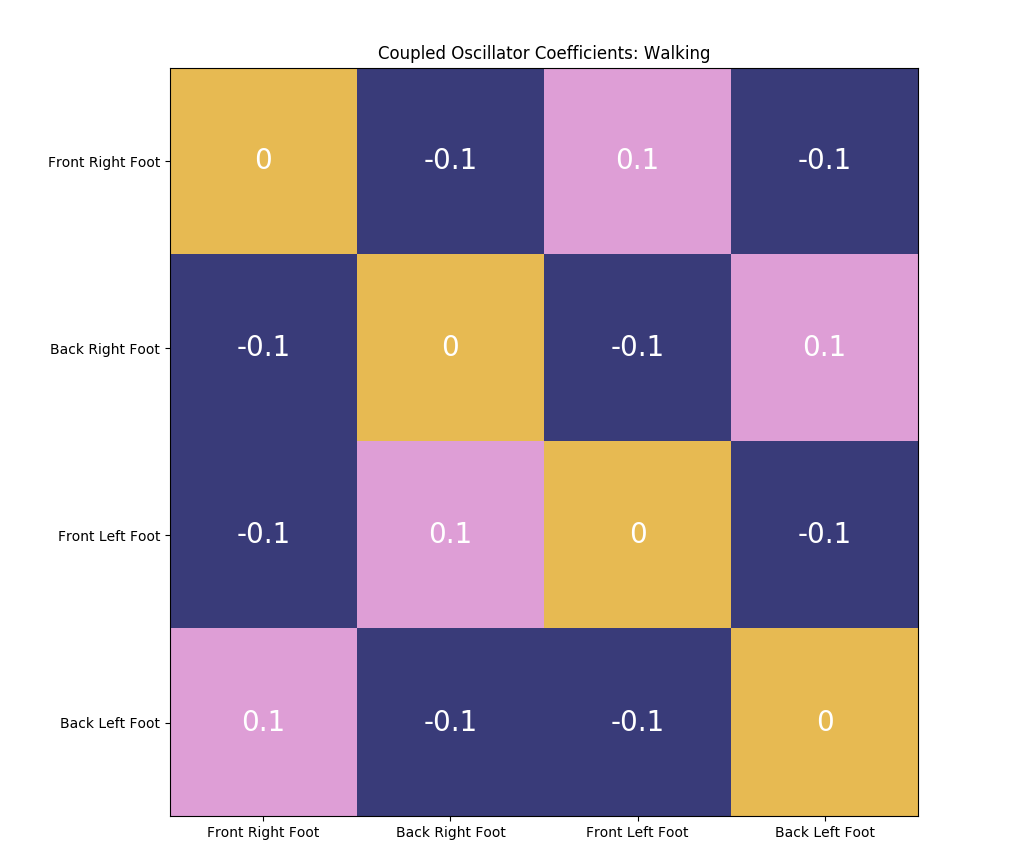 Coupled Oscillator Coefficients: Walking
Front Right Foot 0 -0.1 0.1 -0.1
Back Right Foot -0.1 0 -0.1 0.1
Front Left Foot -0.1 0.1 0 -0.1
Back Left Foot 0.1 -0.1 -0.1 0
Front Right Foot Back Right Foot Front Left Foot Back Left Foot